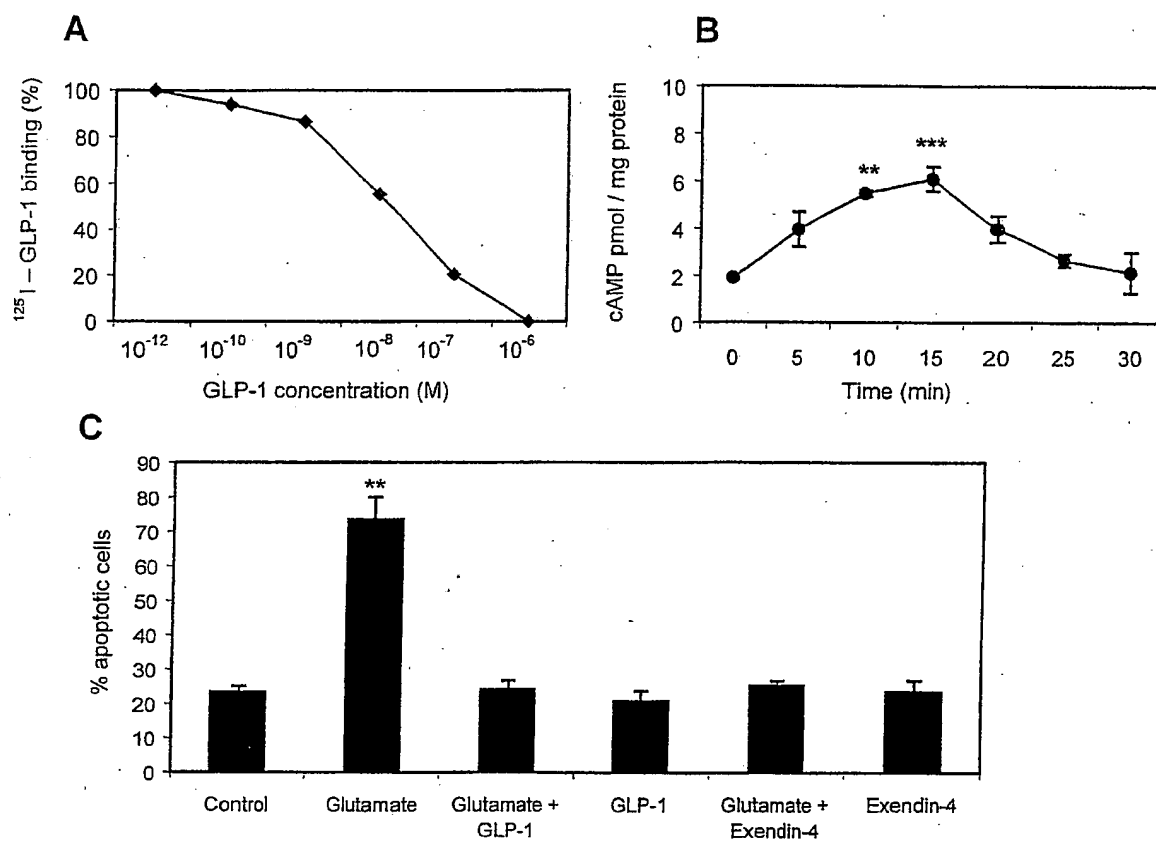 A
B
125I – GLP-1 binding (%)
100
80
60
40
20
0
10-12 10-10 10-9 10-8 10-7 10-6
GLP-1 concentration (M)
cAMP pmol / mg protein
10
8
6
4
2
0
** ***
0 5 10 15 20 25 30
Time (min)
C
% apoptotic cells
90
80
70
60
50
40
30
20
10
0
**
Control Glutamate Glutamate + GLP-1 Glutamate + Exendin-4
GLP-1 Exendin-4